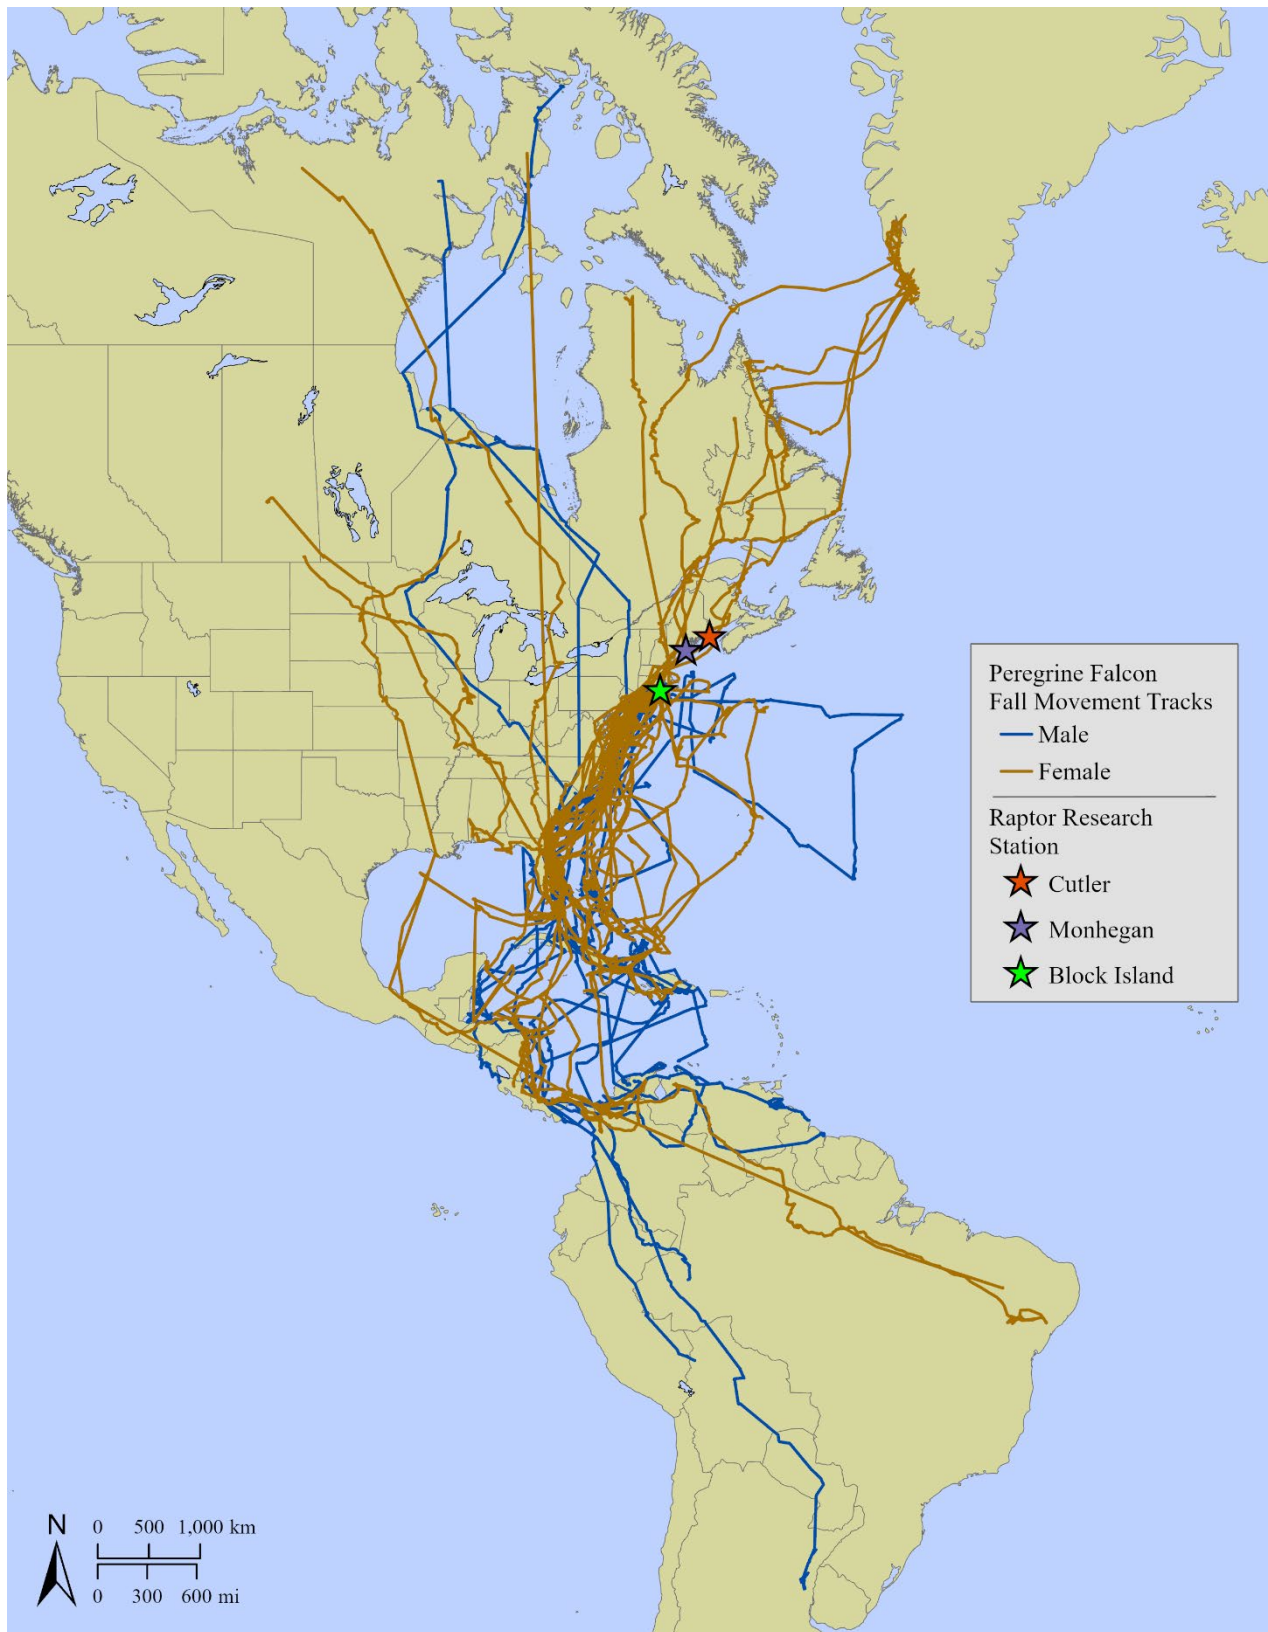 Peregrine Falcon
Fall Movement Tracks
Male
Female
Raptor Research
Station
Cutler
Monhegan
Block Island
N
0 500 1,000 km
0 300 600 mi